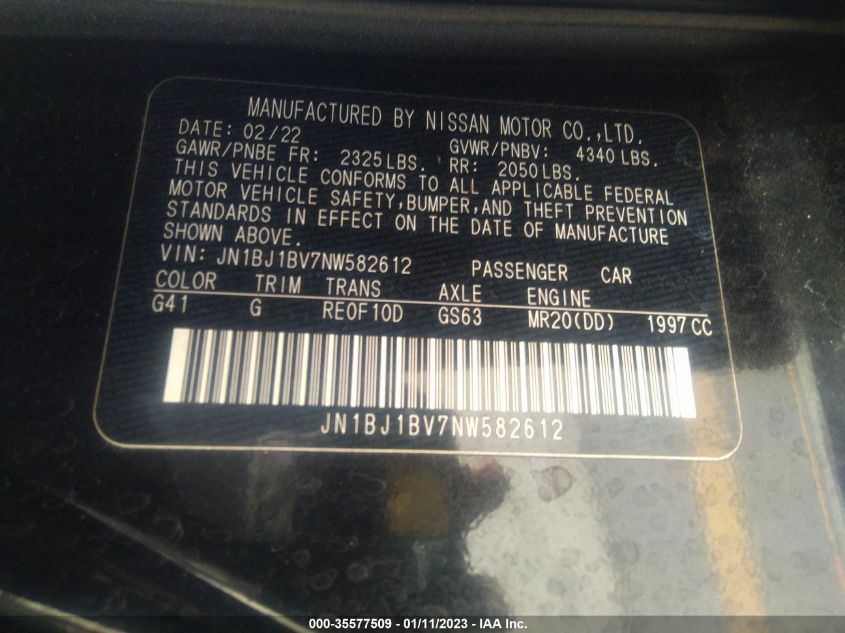 MANUFACTURED BY NISSAN MOTOR CO.,LTD.
DATE: 02/22 GVWR/PNBV: 4340 LBS.
GAWR/PNBE FR: 2325 LBS. RR: 2050 LBS.
THIS VEHICLE CONFORMS TO ALL APPLICABLE FEDERAL
MOTOR VEHICLE SAFETY,BUMPER,AND THEFT PREVENTION
STANDARDS IN EFFECT ON THE DATE OF MANUFACTURE
SHOWN ABOVE.
VIN: JN1BJ1BV7NW582612 PASSENGER CAR
COLOR TRIM TRANS AXLE ENGINE
G41 G RE0F10D GS63 MR20(DD) 1997 CC
JN1BJ1BV7NW582612
000-35577509 - 01/11/2023 - IAA Inc.